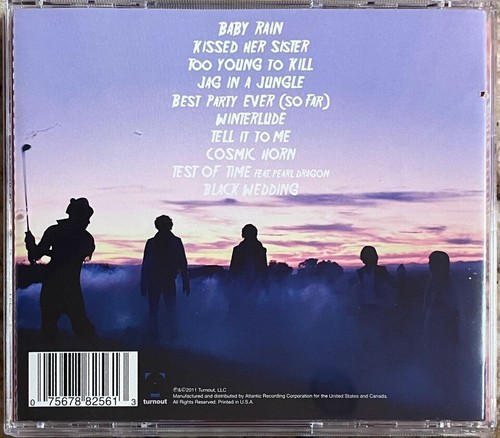 BABY RAIN
KISSED HER SISTER
TOO YOUNG TO KILL
JAG IN A JUNGLE
BEST PARTY EVER (SO FAR)
WINTERLUDE
TELL IT TO ME
COSMIC HORN
TEST OF TIME FEAT. PEARL DRAGON
BLACK WEDDING
0 75678 82561 3
turnout
℗&©2011 Turnout, LLC
Manufactured and distributed by Atlantic Recording Corporation for the United States and Canada.
All Rights Reserved. Printed in U.S.A.